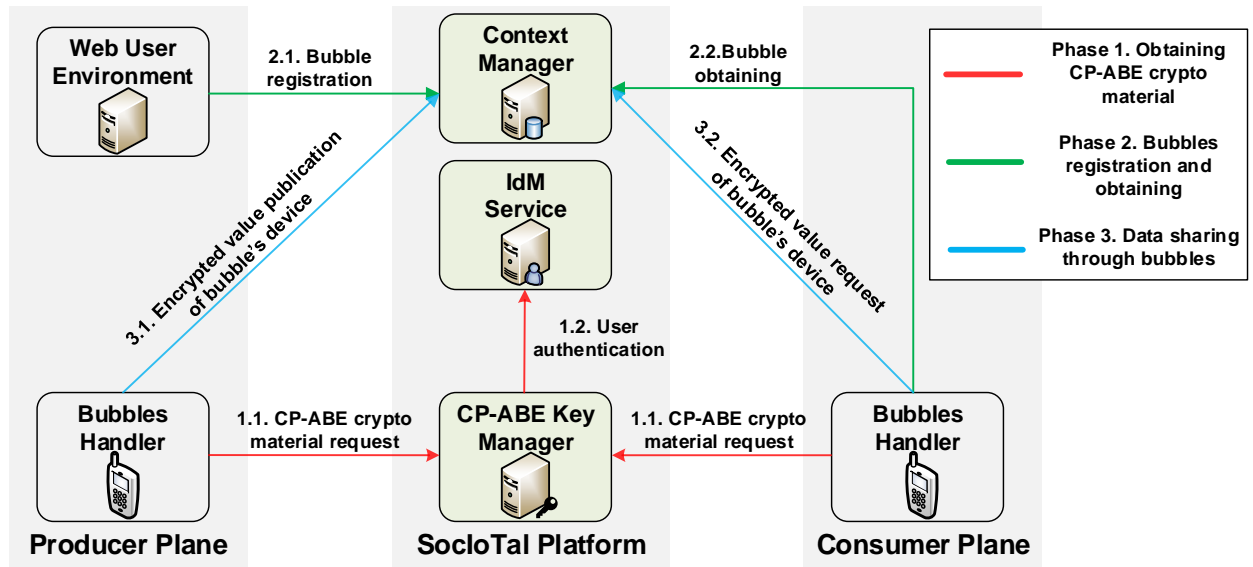 Web User
Environment
2.1. Bubble
registration
Context
Manager
2.2.Bubble
obtaining
Phase 1. Obtaining
CP-ABE crypto
material
Phase 2. Bubbles
registration and
obtaining
Phase 3. Data sharing
through bubbles
3.1. Encrypted value publication
of bubble's device
IdM
Service
3.2. Encrypted value request
of bubble's device
1.2. User
authentication
Bubbles
Handler
1.1. CP-ABE crypto
material request
CP-ABE Key
Manager
1.1. CP-ABE crypto
material request
Bubbles
Handler
Producer Plane
SocIoTal Platform
Consumer Plane